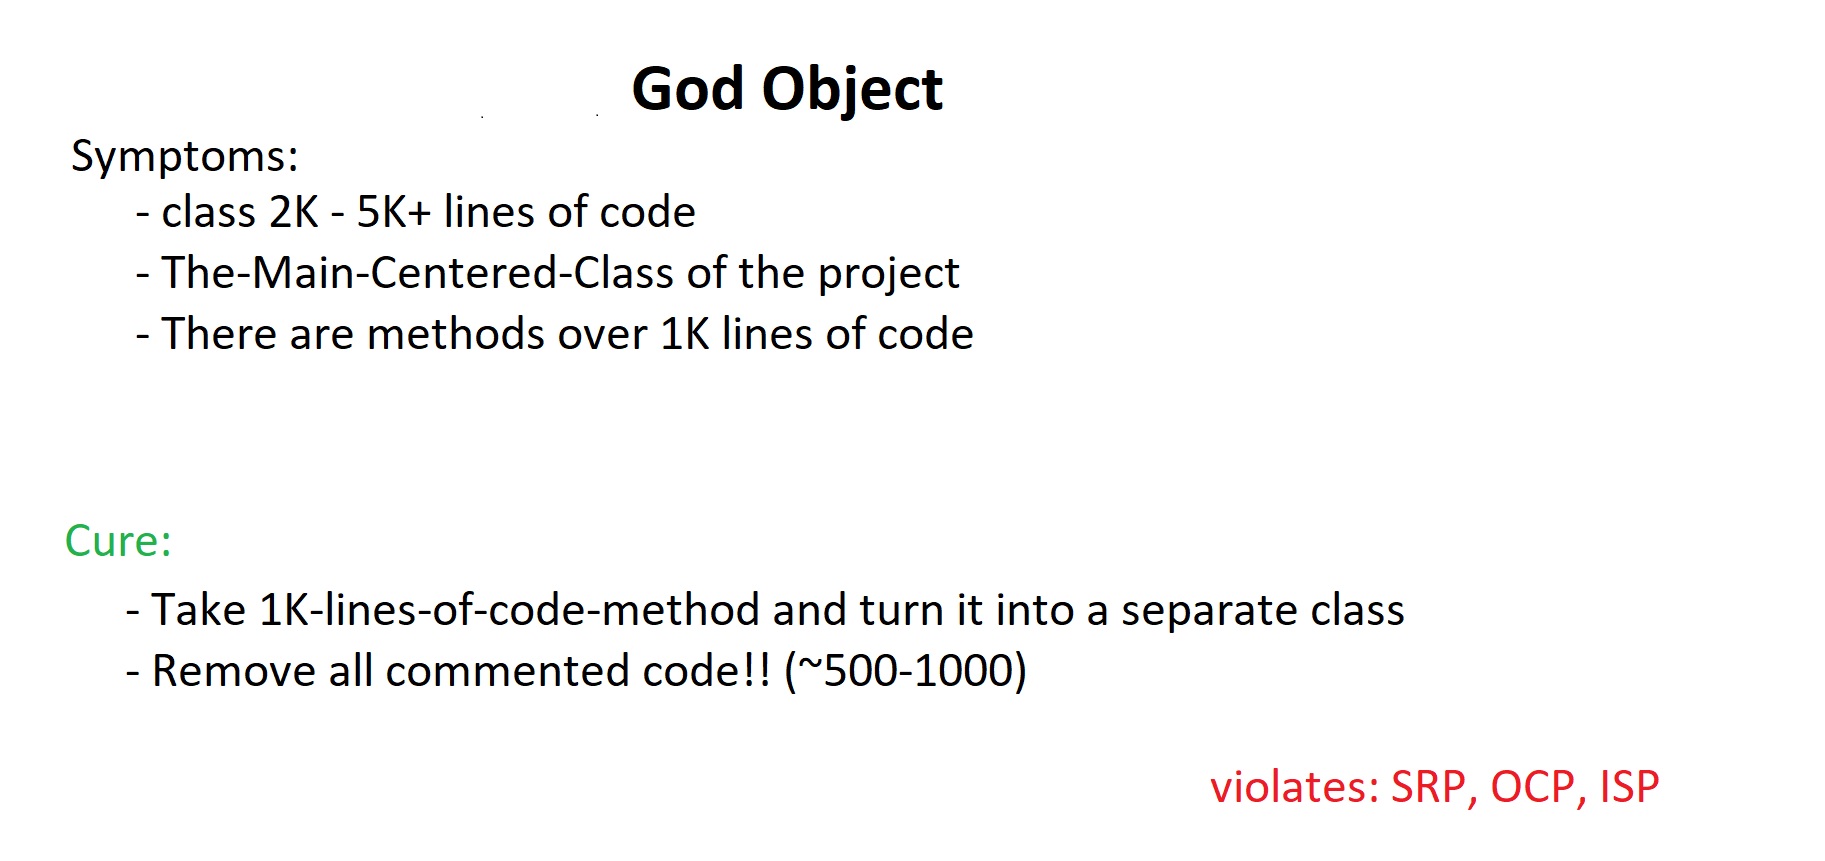 God Object
Symptoms:
- class 2K - 5K+ lines of code
- The-Main-Centered-Class of the project
- There are methods over 1K lines of code
Cure:
- Take 1K-lines-of-code-method and turn it into a separate class
- Remove all commented code!! (~500-1000)
violates: SRP, OCP, ISP